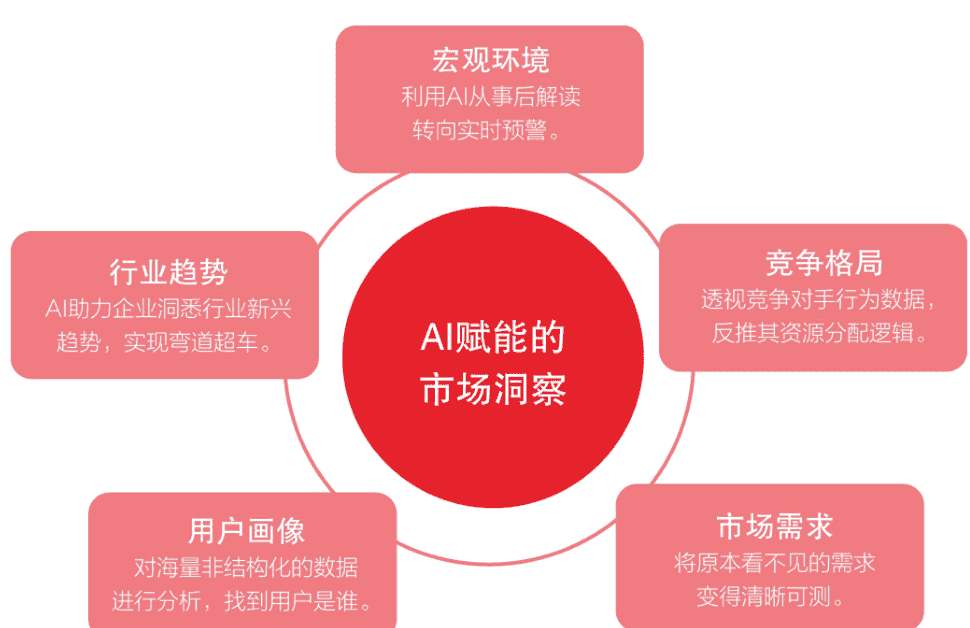 宏观环境
利用AI从事后解读
转向实时预警。
行业趋势
AI助力企业洞悉行业新兴
趋势，实现弯道超车。
竞争格局
透视竞争对手行为数据，
反推其资源分配逻辑。
AI赋能的
市场洞察
用户画像
对海量非结构化的数据
进行分析，找到用户是谁。
市场需求
将原本看不见的需求
变得清晰可测。